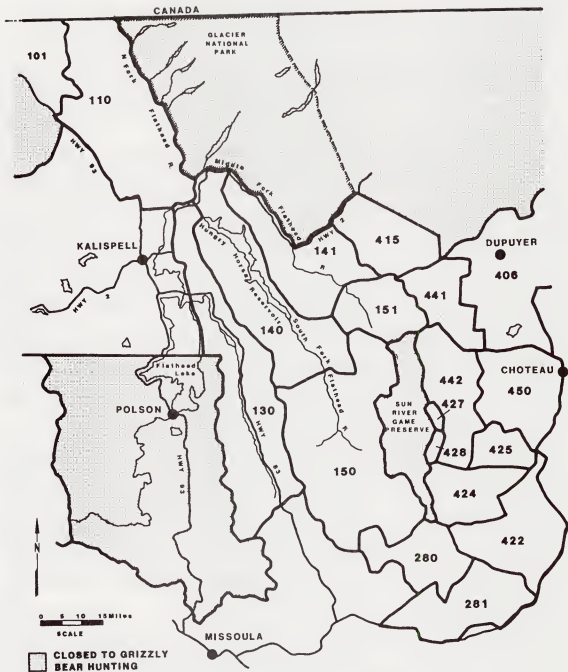 CANADA
GLACIER
NATIONAL
PARK
101
110
N Fork
Flathead
R.
HWY 93
Middle
Fork
Flathead
R
HWY 2
KALISPELL
HWY 2
Hungry
Horse
Reservoir
South
Fork
Flathead
R.
141
415
DUPUYER
406
151
441
140
442
427
CHOTEAU
450
SUN
RIVER
GAME
PRESERVE
Flathead
Lake
POLSON
HWY 93
130
HWY
83
150
428
425
424
422
280
281
N
0 5 10 15 Miles
SCALE
MISSOULA
CLOSED TO GRIZZLY
BEAR HUNTING